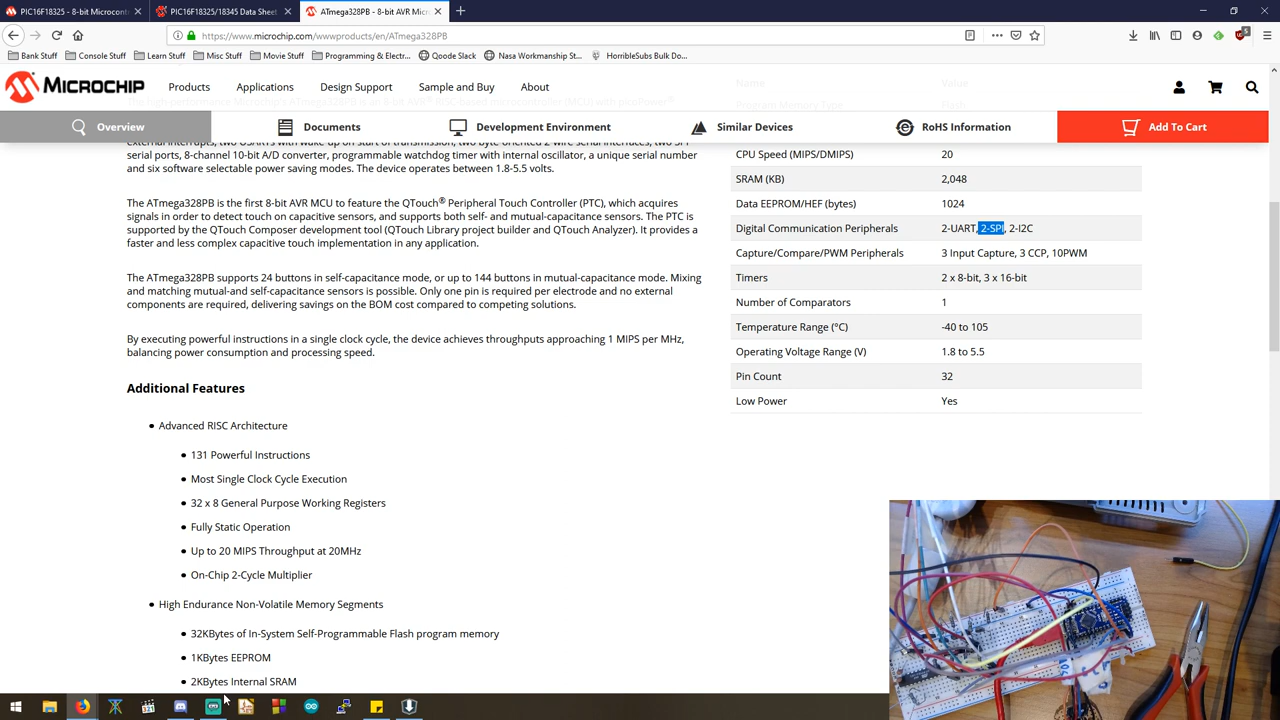 PIC16F18325 - 8-bit Microcont
PIC16F18325/18345 Data Sheet
ATmega328PB - 8-bit AVR Micr
https://www.microchip.com/wwwproducts/en/ATmega328PB
Bank Stuff
Console Stuff
Learn Stuff
Misc Stuff
Movie Stuff
Programming & Electr...
Qode Slack
Nasa Workmanship St...
HorribleSubs Bulk Do...
MICROCHIP
Products
Applications
Design Support
Sample and Buy
About
Overview
Documents
Development Environment
Similar Devices
RoHS Information
Add To Cart
serial ports, 8-channel 10-bit A/D converter, programmable watchdog timer with internal oscillator, a unique serial number
and six software selectable power saving modes. The device operates between 1.8-5.5 volts.
The ATmega328PB is the first 8-bit AVR MCU to feature the QTouch® Peripheral Touch Controller (PTC), which acquires
signals in order to detect touch on capacitive sensors, and supports both self- and mutual-capacitance sensors. The PTC is
supported by the QTouch Composer development tool (QTouch Library project builder and QTouch Analyzer). It provides a
faster and less complex capacitive touch implementation in any application.
The ATmega328PB supports 24 buttons in self-capacitance mode, or up to 144 buttons in mutual-capacitance mode. Mixing
and matching mutual-and self-capacitance sensors is possible. Only one pin is required per electrode and no external
components are required, delivering savings on the BOM cost compared to competing solutions.
By executing powerful instructions in a single clock cycle, the device achieves throughputs approaching 1 MIPS per MHz,
balancing power consumption and processing speed.
Additional Features
Advanced RISC Architecture
131 Powerful Instructions
Most Single Clock Cycle Execution
32 x 8 General Purpose Working Registers
Fully Static Operation
Up to 20 MIPS Throughput at 20MHz
On-Chip 2-Cycle Multiplier
High Endurance Non-Volatile Memory Segments
32KBytes of In-System Self-Programmable Flash program memory
1KBytes EEPROM
2KBytes Internal SRAM
Name Value
Program Memory Type Flash
CPU Speed (MIPS/DMIPS) 20
SRAM (KB) 2,048
Data EEPROM/HEF (bytes) 1024
Digital Communication Peripherals 2-UART, 2-SPI, 2-I2C
Capture/Compare/PWM Peripherals 3 Input Capture, 3 CCP, 10PWM
Timers 2 x 8-bit, 3 x 16-bit
Number of Comparators 1
Temperature Range (°C) -40 to 105
Operating Voltage Range (V) 1.8 to 5.5
Pin Count 32
Low Power Yes